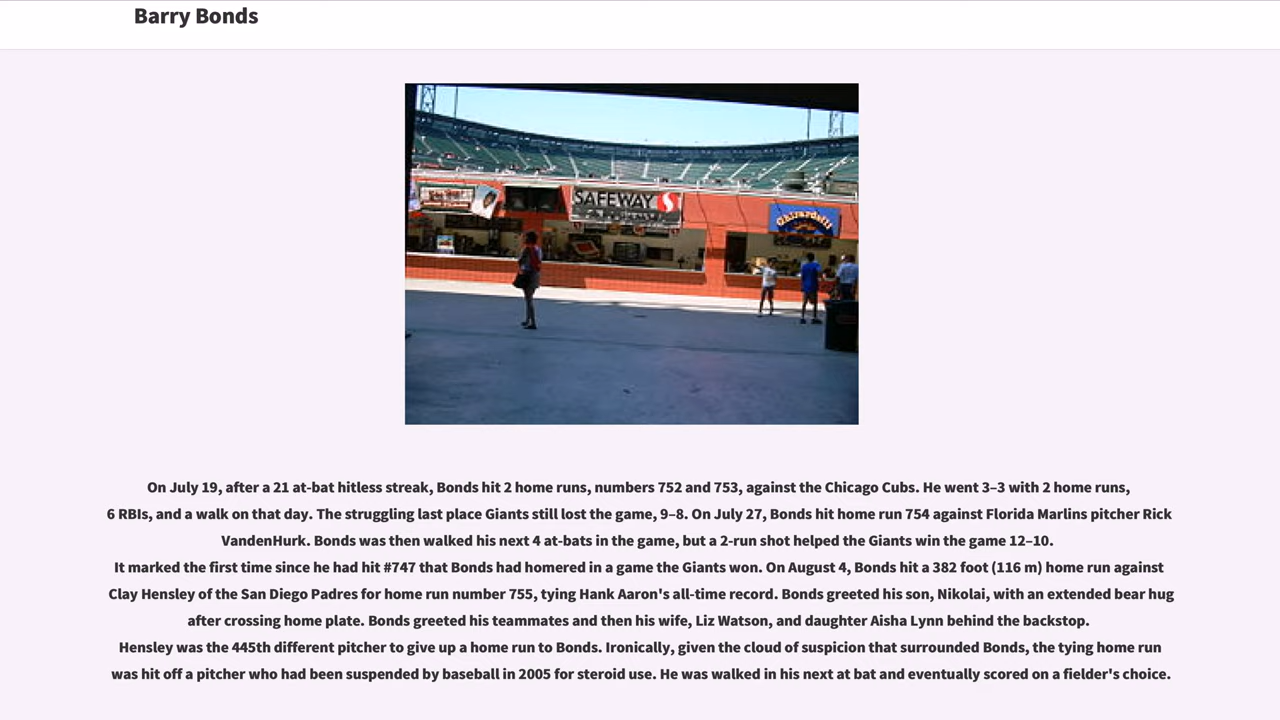 Barry Bonds
SAFEWAY
Ghirardelli
On July 19, after a 21 at-bat hitless streak, Bonds hit 2 home runs, numbers 752 and 753, against the Chicago Cubs. He went 3–3 with 2 home runs,
6 RBIs, and a walk on that day. The struggling last place Giants still lost the game, 9–8. On July 27, Bonds hit home run 754 against Florida Marlins pitcher Rick
VandenHurk. Bonds was then walked his next 4 at-bats in the game, but a 2-run shot helped the Giants win the game 12–10.
It marked the first time since he had hit #747 that Bonds had homered in a game the Giants won. On August 4, Bonds hit a 382 foot (116 m) home run against
Clay Hensley of the San Diego Padres for home run number 755, tying Hank Aaron's all-time record. Bonds greeted his son, Nikolai, with an extended bear hug
after crossing home plate. Bonds greeted his teammates and then his wife, Liz Watson, and daughter Aisha Lynn behind the backstop.
Hensley was the 445th different pitcher to give up a home run to Bonds. Ironically, given the cloud of suspicion that surrounded Bonds, the tying home run
was hit off a pitcher who had been suspended by baseball in 2005 for steroid use. He was walked in his next at bat and eventually scored on a fielder's choice.